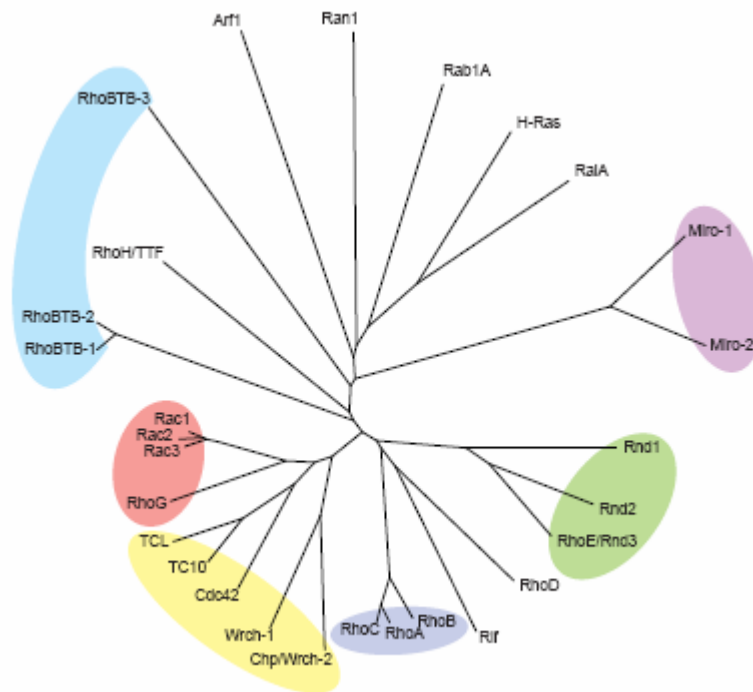 Arf1
Ran1
Rab1A
RhoBTB-3
H-Ras
RalA
Miro-1
RhoH/TTF
RhoBTB-2
Miro-2
RhoBTB-1
Rac1
Rac2
Rac3
Rnd1
RhoG
Rnd2
TCL
RhoE/Rnd3
TC10
RhoD
Cdc42
RhoB
RhoC
RhoA
Wrch-1
Rif
Chp/Wrch-2